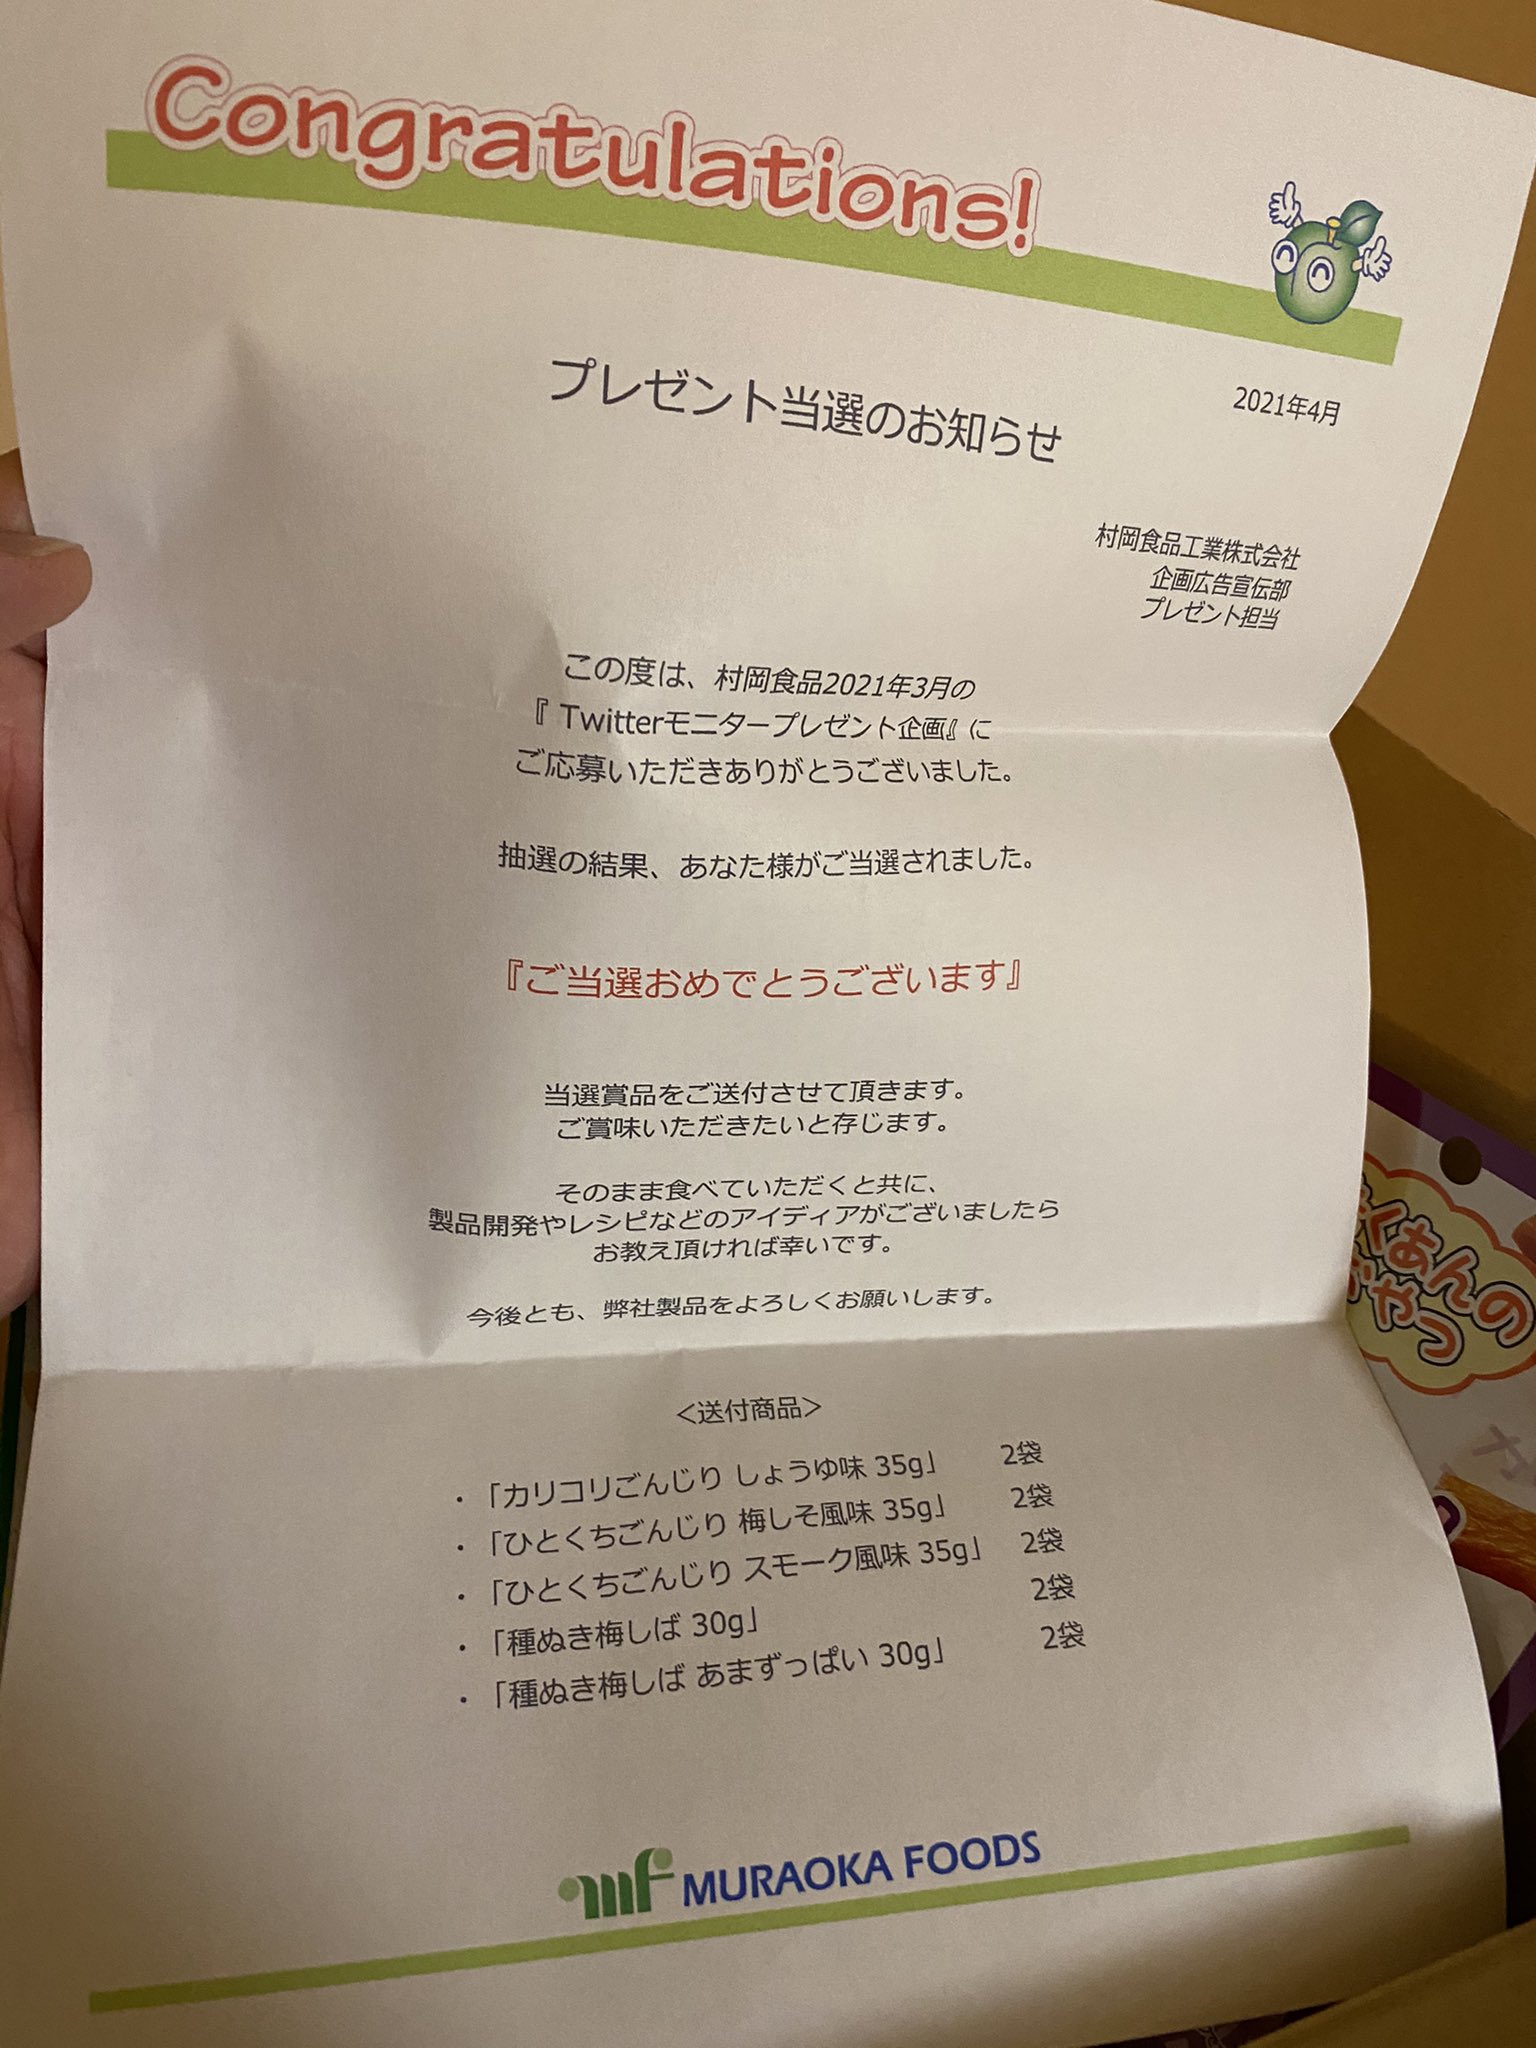 Congratulations!
2021年4月
プレゼント当選のお知らせ
村岡食品工業株式会社
企画広告宣伝部
プレゼント担当
この度は、村岡食品2021年3月の
『 Twitterモニタープレゼント企画』に
ご応募いただきありがとうございました。
抽選の結果、あなた様がご当選されました。
『ご当選おめでとうございます』
当選賞品をご送付させて頂きます。
ご賞味いただきたいと存じます。
そのまま食べていただくと共に、
製品開発やレシピなどのアイディアがございましたら
お教え頂ければ幸いです。
今後とも、弊社製品をよろしくお願いします。
＜送付商品＞
・「カリコリごんじり しょうゆ味 35g」 2袋
・「ひとくちごんじり 梅しそ風味 35g」 2袋
・「ひとくちごんじり スモーク風味 35g」 2袋
・「種ぬき梅しば 30g」 2袋
・「種ぬき梅しば あまずっぱい 30g」 2袋
mf MURAOKA FOODS
くあんの
やつ